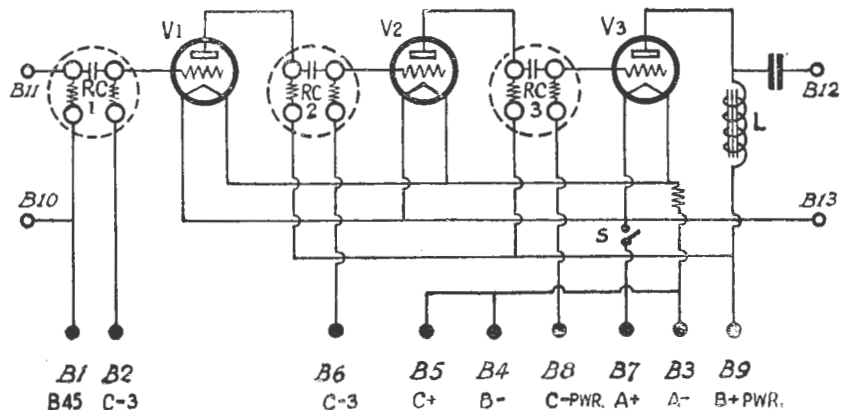 V1 V2 V3
B11 RC 1 RC 2 RC 3 L B12
B10 S B13
B1 B2 B6 B5 B4 B8 B7 B3 B9
B45 C-3 C-3 C+ B- C-PWR. A+ A- B+PWR.